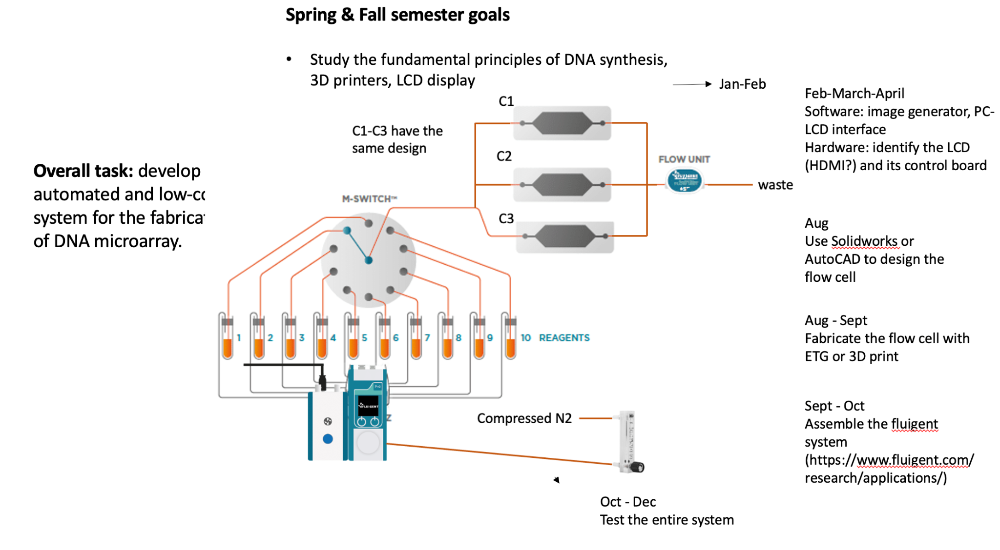 Spring & Fall semester goals
• Study the fundamental principles of DNA synthesis,
3D printers, LCD display
Jan-Feb
Overall task: develop
automated and low-co
system for the fabrica
of DNA microarray.
C1-C3 have the
same design
C1
C2
C3
FLOW UNIT
waste
M-SWITCH™
1
2
3
4
5
6
7
8
9
10 REAGENTS
FLUIGENT
Z
Compressed N2
Feb-March-April
Software: image generator, PC-
LCD interface
Hardware: identify the LCD
(HDMI?) and its control board
Aug
Use Solidworks or
AutoCAD to design the
flow cell
Aug - Sept
Fabricate the flow cell with
ETG or 3D print
Sept - Oct
Assemble the fluigent
system
(https://www.fluigent.com/
research/applications/)
Oct - Dec
Test the entire system